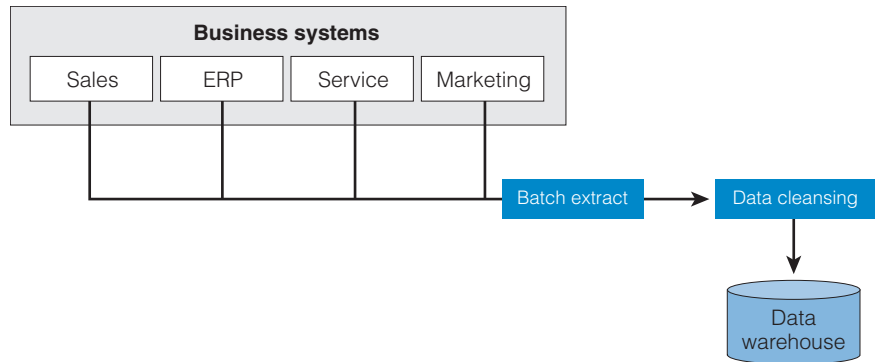 Business systems
Sales
ERP
Service
Marketing
Batch extract
Data cleansing
Data
warehouse